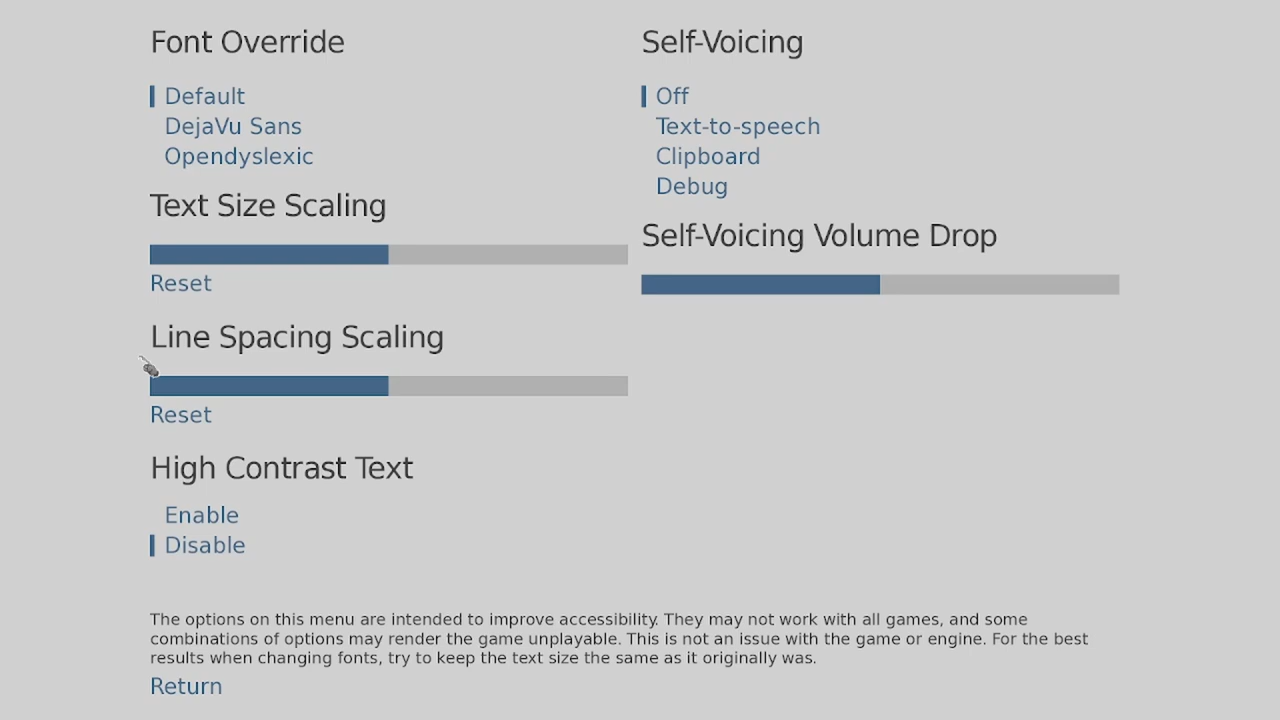 Font Override
Default
DejaVu Sans
Opendyslexic
Text Size Scaling
Reset
Line Spacing Scaling
Reset
High Contrast Text
Enable
Disable
Self-Voicing
Off
Text-to-speech
Clipboard
Debug
Self-Voicing Volume Drop
The options on this menu are intended to improve accessibility. They may not work with all games, and some
combinations of options may render the game unplayable. This is not an issue with the game or engine. For the best
results when changing fonts, try to keep the text size the same as it originally was.
Return